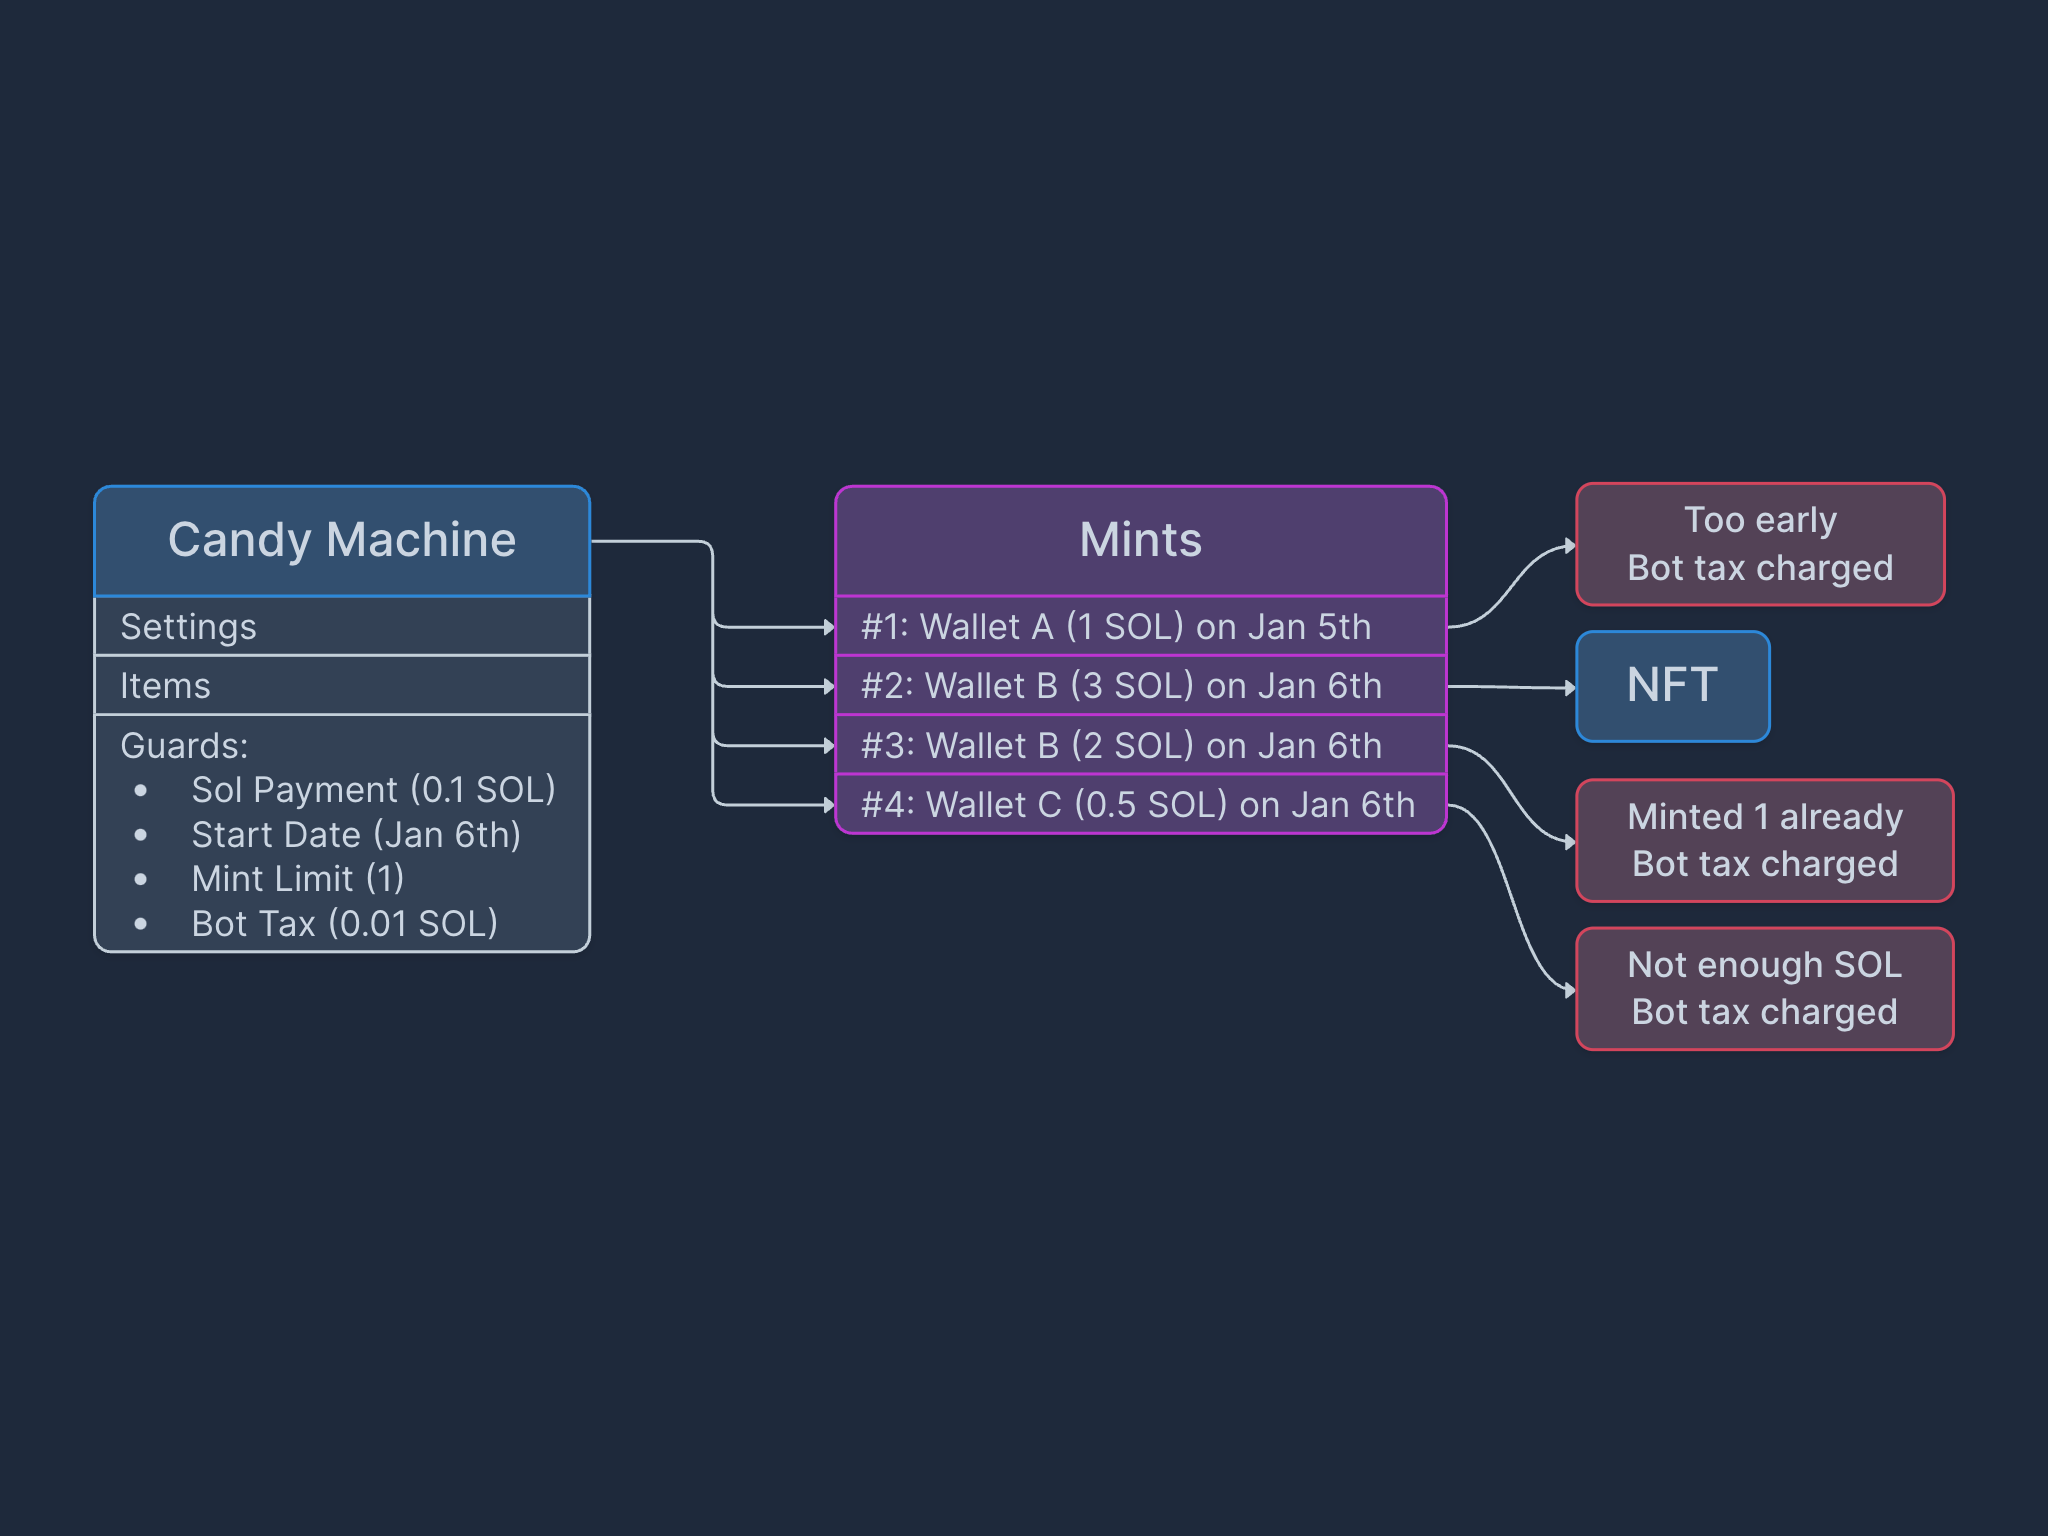 Candy Machine
Settings
Items
Guards:
• Sol Payment (0.1 SOL)
• Start Date (Jan 6th)
• Mint Limit (1)
• Bot Tax (0.01 SOL)
Mints
#1: Wallet A (1 SOL) on Jan 5th
#2: Wallet B (3 SOL) on Jan 6th
#3: Wallet B (2 SOL) on Jan 6th
#4: Wallet C (0.5 SOL) on Jan 6th
Too early
Bot tax charged
NFT
Minted 1 already
Bot tax charged
Not enough SOL
Bot tax charged